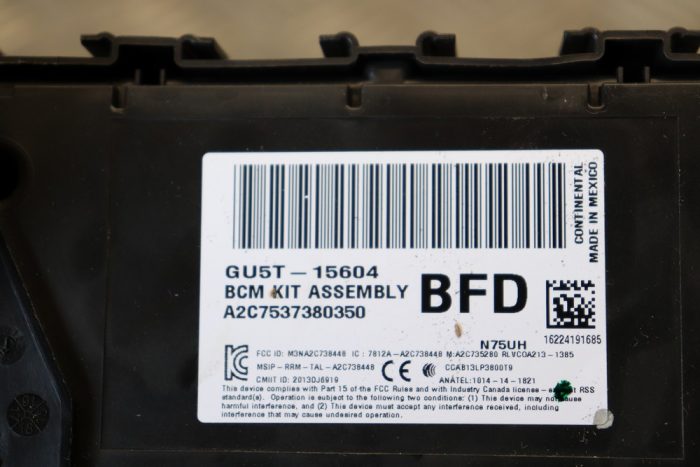 CONTINENTAL
MADE IN MEXICO
GU5T-15604
BCM KIT ASSEMBLY
BFD
A2C7537380350
N75UH
16224191685
FCC ID: M3NA2C738448 IC: 7812A-A2C738448 M:A2C735280 RLVCOA213-1385
MSIP-RRM-TAL-A2C738448 CE CCAB13LP3800T9
CMIIT ID: 2013DJ8919 ANATEL:1014-14-1821
This device complies with Part 15 of the FCC Rules and with Industry Canada license - RSS
standard(s). Operation is subject to the following two conditions: (1) This device may not cause
harmful interference, and (2) This device must accept any interference received, including
interference that may cause undesired operation.